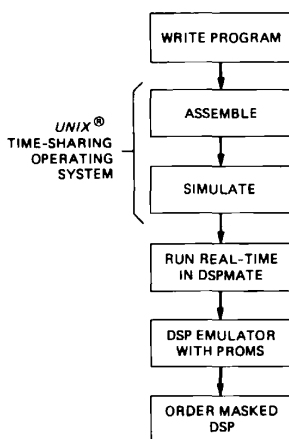 WRITE PROGRAM
UNIX®
TIME-SHARING
OPERATING
SYSTEM
ASSEMBLE
SIMULATE
RUN REAL-TIME
IN DSPMATE
DSP EMULATOR
WITH PROMS
ORDER MASKED
DSP